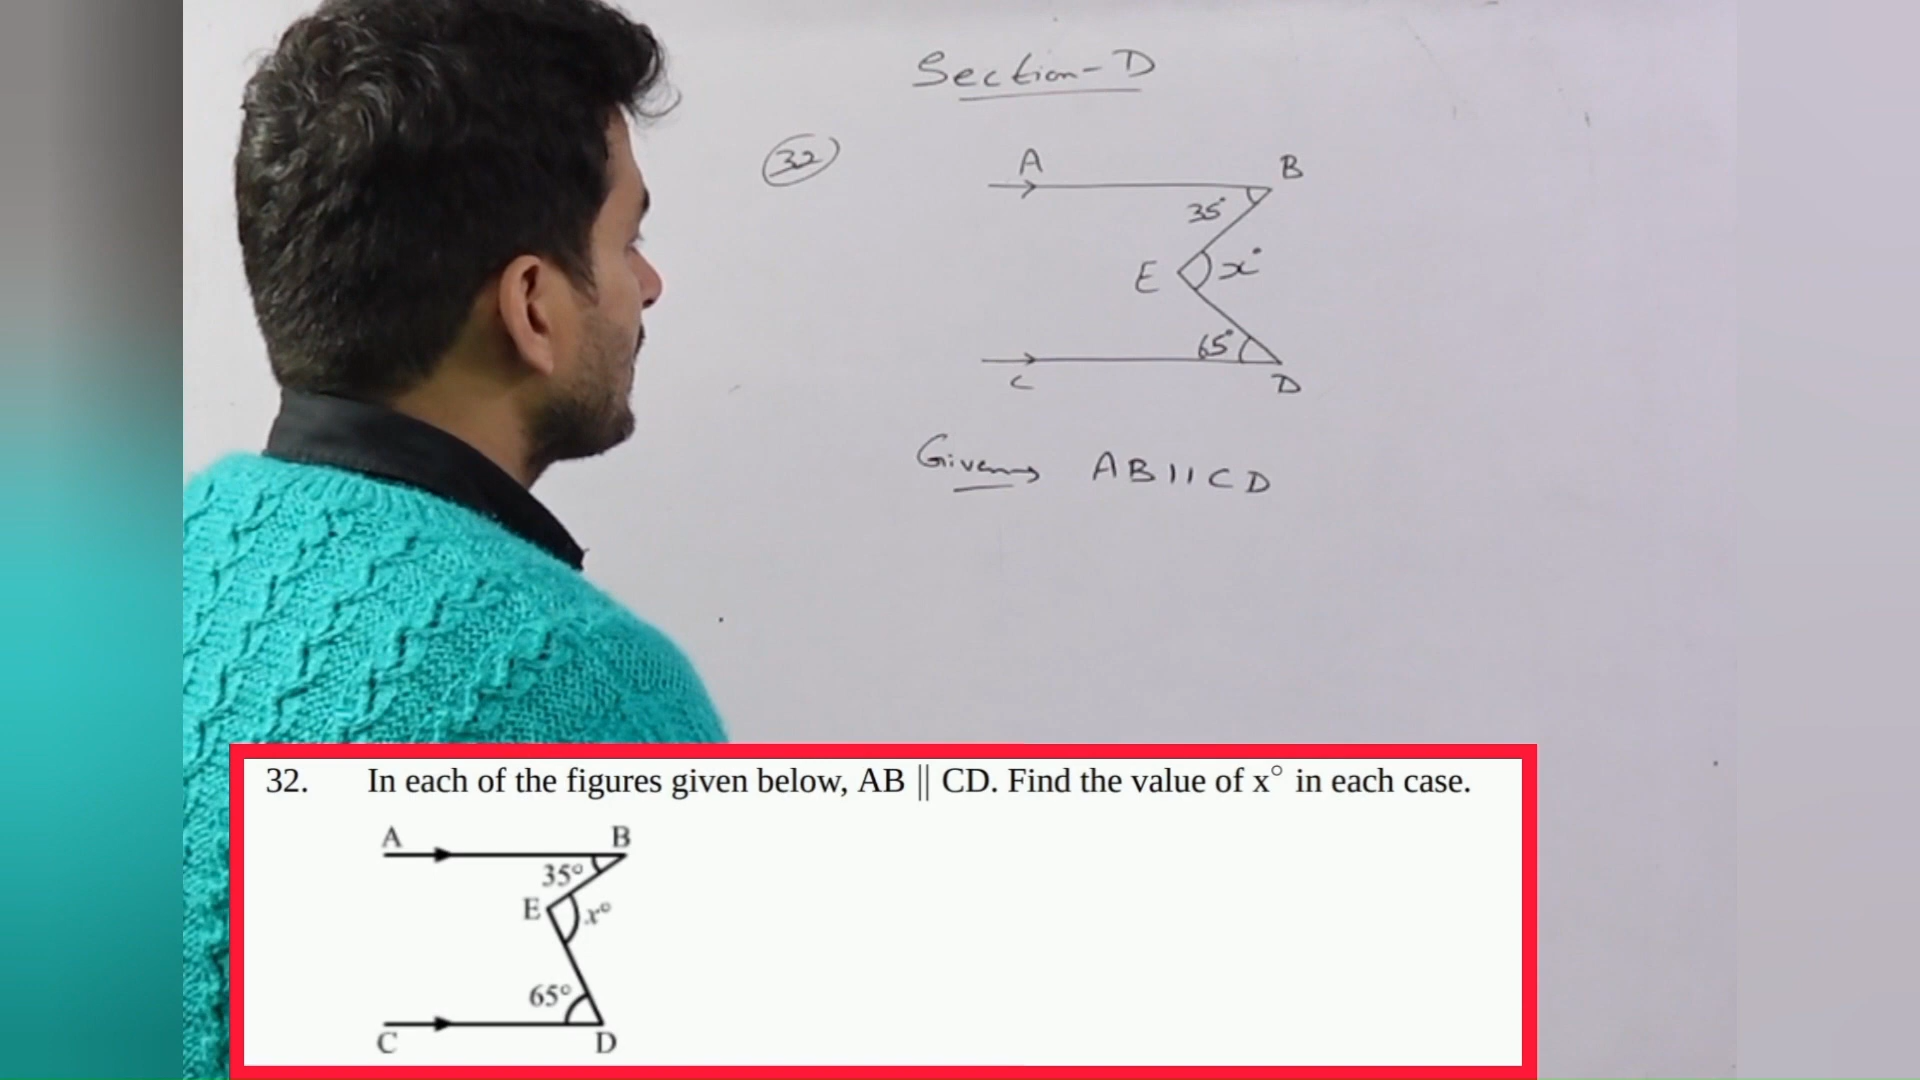 Section-D
32
A B
35°
E x°
65°
C D
Given→ AB||CD
32. In each of the figures given below, AB || CD. Find the value of x° in each case.
A B
35°
E x°
65°
C D